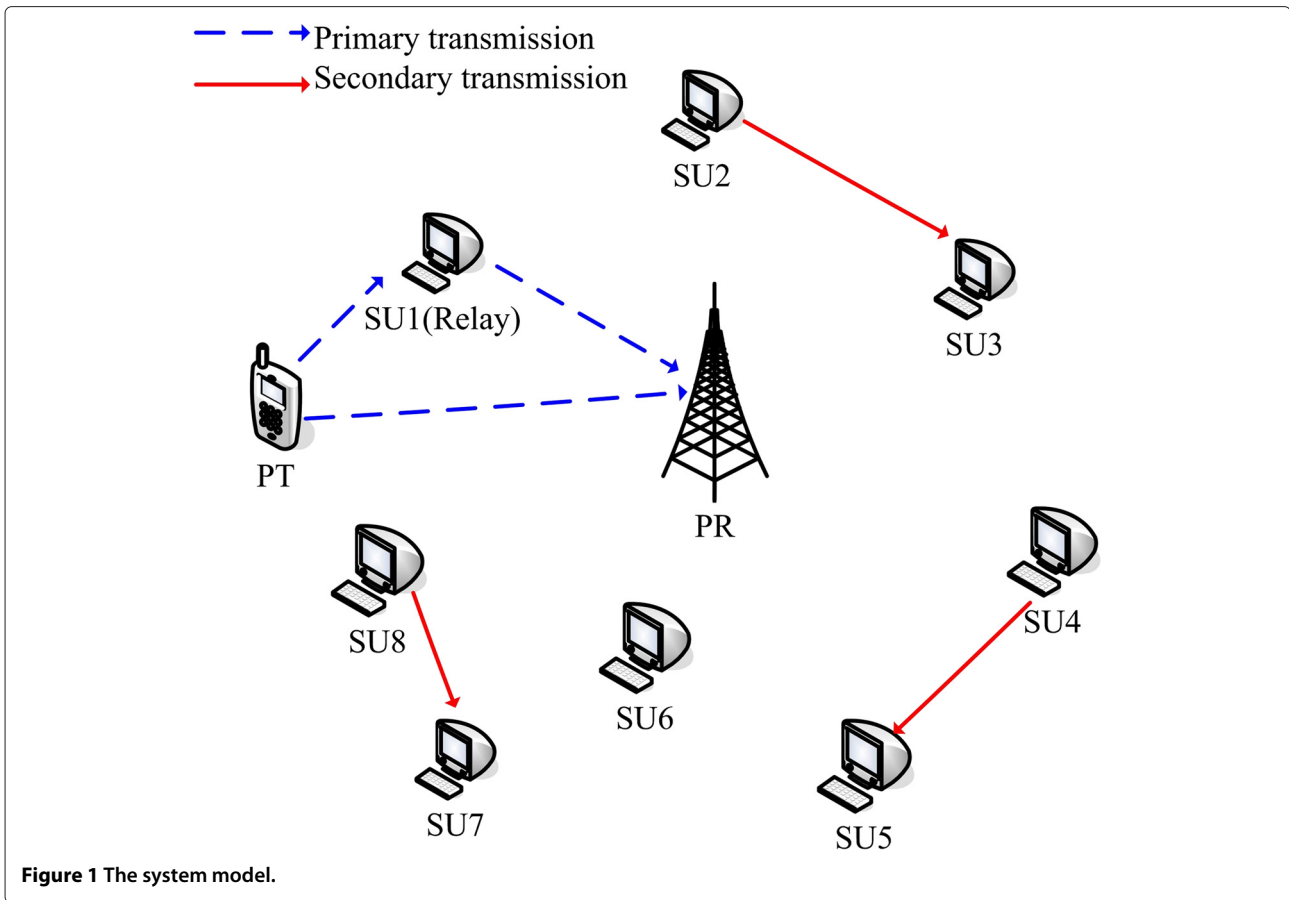 Primary transmission
Secondary transmission
SU2
SU1(Relay)
SU3
PT
PR
SU4
SU8
SU6
SU7
SU5
Figure 1 The system model.